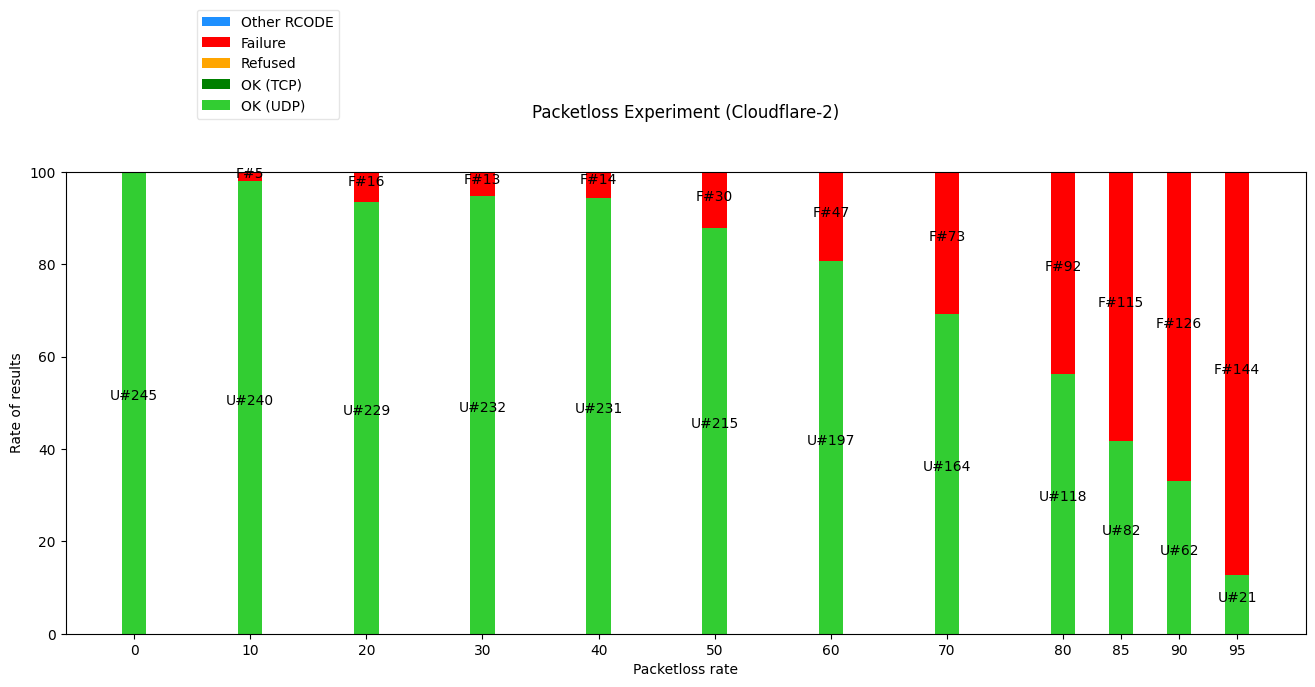 Other RCODE
Failure
Refused
OK (TCP)
OK (UDP)
Packetloss Experiment (Cloudflare-2)
Rate of results
100
80
60
40
20
0
F#5
F#16
F#13
F#14
F#30
F#47
F#73
F#92
F#115
F#126
F#144
U#245
U#240
U#229
U#232
U#231
U#215
U#197
U#164
U#118
U#82
U#62
U#21
0 10 20 30 40 50 60 70 80 85 90 95
Packetloss rate